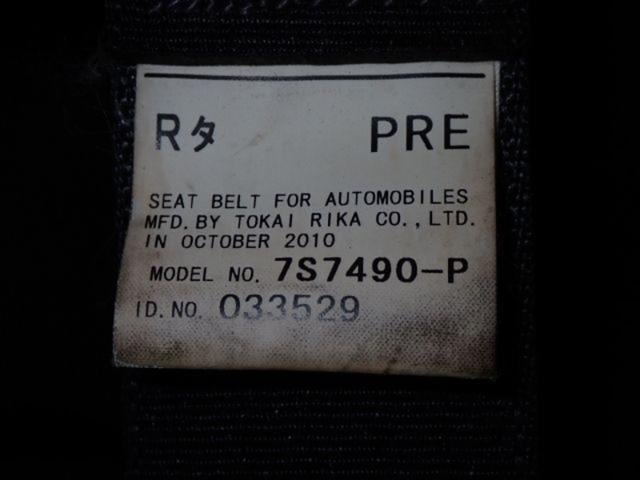 Rタ PRE
SEAT BELT FOR AUTOMOBILES
MFD. BY TOKAI RIKA CO., LTD.
IN OCTOBER 2010
MODEL NO. 7S7490-P
ID. NO. 033529